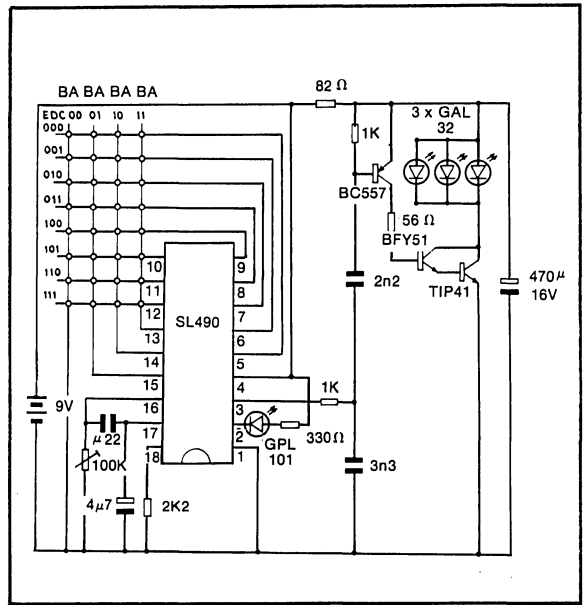 BA BA BA BA
EDC 00 01 10 11
000
001
010
011
100
101
110
111
82 Ω
1K
3 x GAL
32
BC557
56 Ω
BFY51
TIP41
470μ
16V
2n2
SL490
10
11
12
13
14
15
16
17
18
9
8
7
6
5
4
3
2
1
9V
μ22
100K
4μ7
2K2
1K
GPL
101
330Ω
3n3